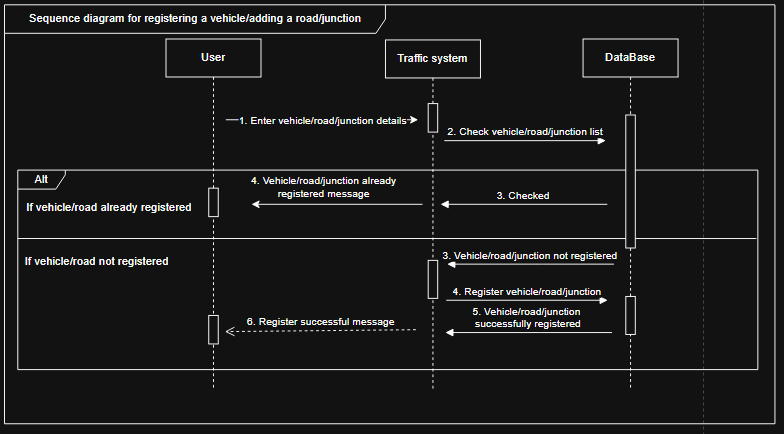 Sequence diagram for registering a vehicle/adding a road/junction
User
Traffic system
DataBase
1. Enter vehicle/road/junction details
2. Check vehicle/road/junction list
Alt
4. Vehicle/road/junction already
registered message
3. Checked
If vehicle/road already registered
If vehicle/road not registered
3. Vehicle/road/junction not registered
4. Register vehicle/road/junction
5. Vehicle/road/junction
successfully registered
6. Register successful message